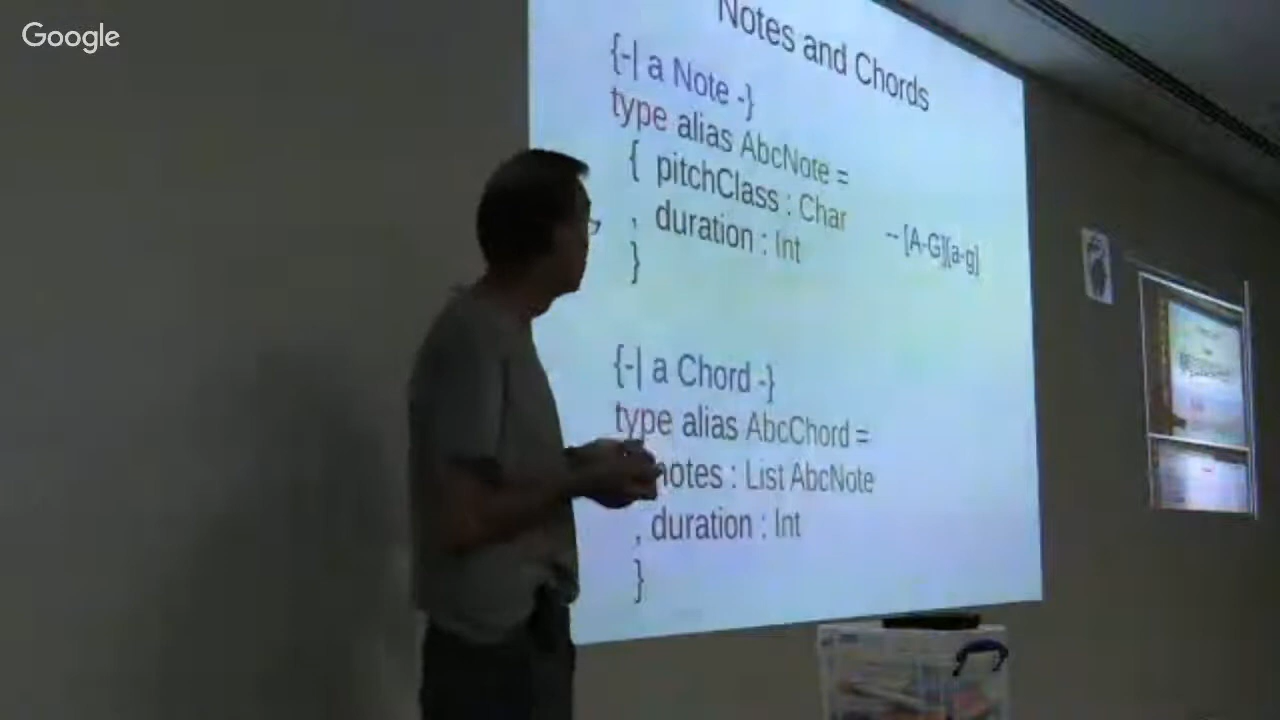 Google
Notes and Chords
{-| a Note -}
type alias AbcNote =
{ pitchClass : Char -- [A-G][a-g]
, duration : Int
}
{-| a Chord -}
type alias AbcChord =
notes : List AbcNote
, duration : Int
}